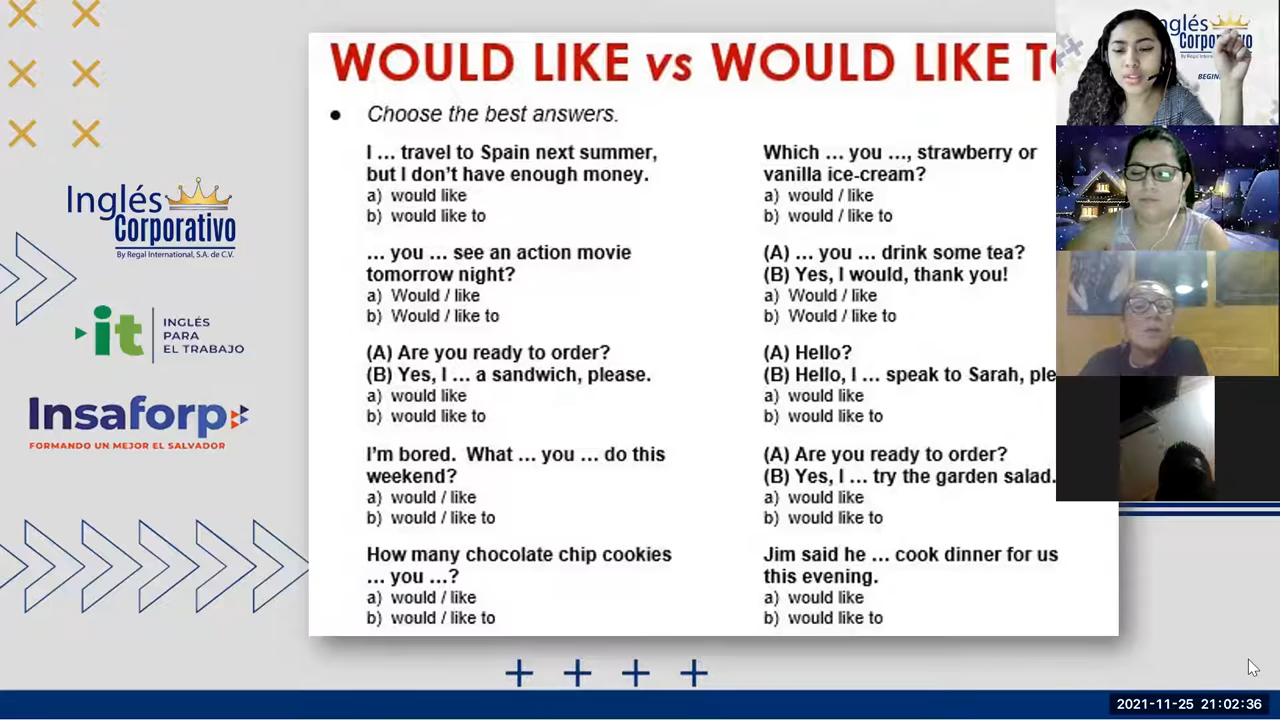 WOULD LIKE vs WOULD LIKE TO
● Choose the best answers.
I ... travel to Spain next summer,
but I don't have enough money.
a) would like
b) would like to
... you ... see an action movie
tomorrow night?
a) Would / like
b) Would / like to
(A) Are you ready to order?
(B) Yes, I ... a sandwich, please.
a) would like
b) would like to
I'm bored. What ... you ... do this
weekend?
a) would / like
b) would / like to
How many chocolate chip cookies
... you ...?
a) would / like
b) would / like to
Which ... you ..., strawberry or
vanilla ice-cream?
a) would / like
b) would / like to
(A) ... you ... drink some tea?
(B) Yes, I would, thank you!
a) Would / like
b) Would / like to
(A) Hello?
(B) Hello, I ... speak to Sarah, ple
a) would like
b) would like to
(A) Are you ready to order?
(B) Yes, I ... try the garden salad.
a) would like
b) would like to
Jim said he ... cook dinner for us
this evening.
a) would like
b) would like to
Inglés
Corporativo
By Regal International, S.A. de C.V.
it
INGLÉS
PARA
EL TRABAJO
Insaforp
FORMANDO UN MEJOR EL SALVADOR
nglés
Corporativo
BEGIN
2021-11-25 21:02:36